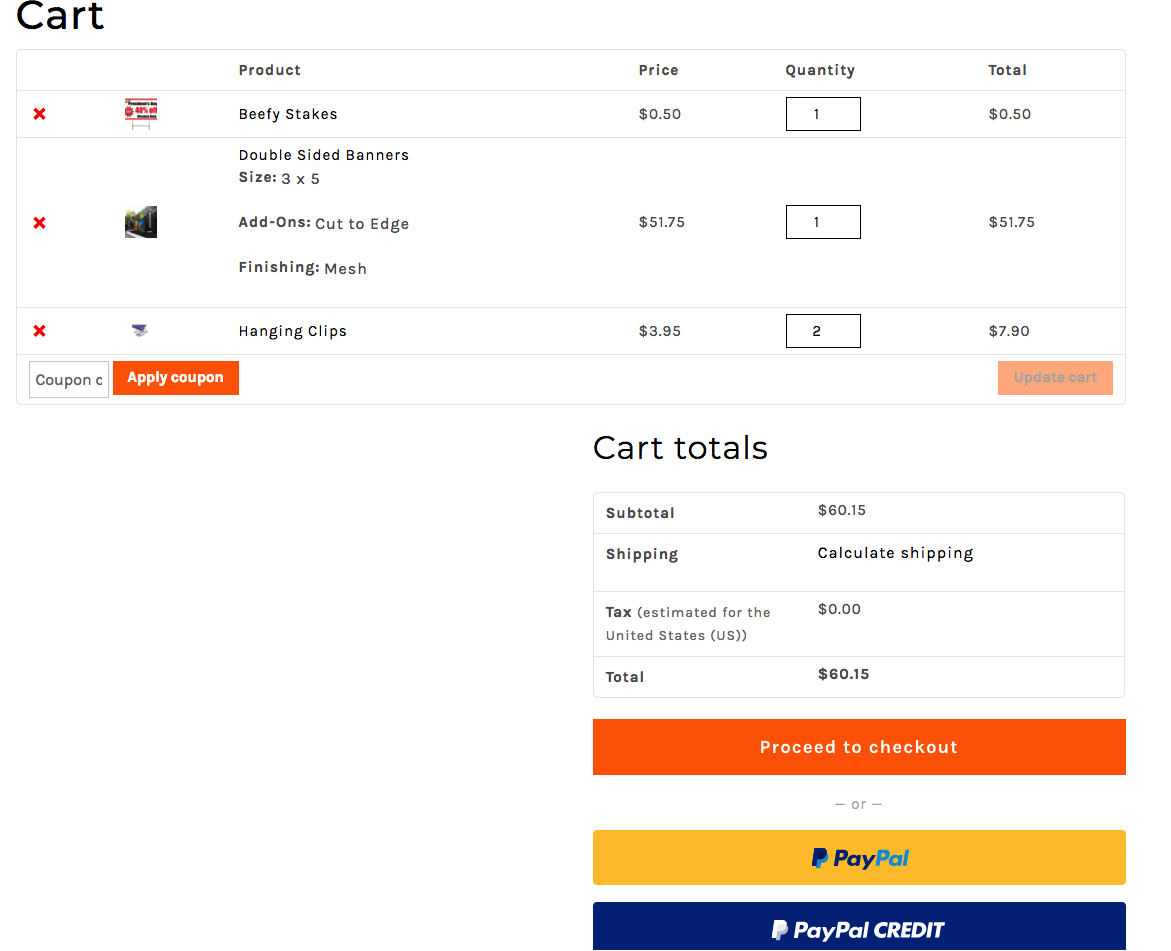 Cart
Product Price Quantity Total
Beefy Stakes $0.50 1 $0.50
Double Sided Banners
Size: 3 x 5
Add-Ons: Cut to Edge $51.75 1 $51.75
Finishing: Mesh
Hanging Clips $3.95 2 $7.90
Coupon c Apply coupon Update cart
Cart totals
Subtotal $60.15
Shipping Calculate shipping
Tax (estimated for the $0.00
United States (US))
Total $60.15
Proceed to checkout
— or —
PayPal
PayPal CREDIT